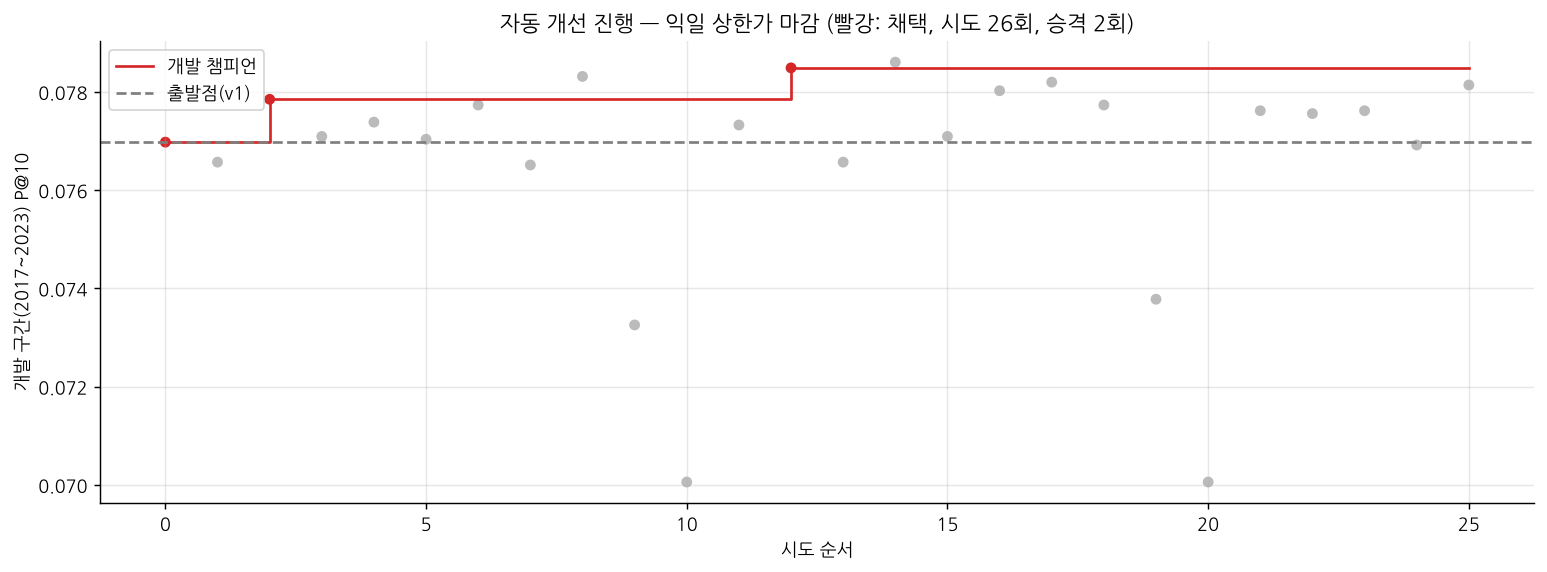 자동 개선 진행 — 익일 상한가 마감 (빨강: 채택, 시도 26회, 승격 2회)
개발 챔피언
출발점(v1)
개발 구간(2017~2023) P@10
0.078
0.076
0.074
0.072
0.070
0
5
10
15
20
25
시도 순서